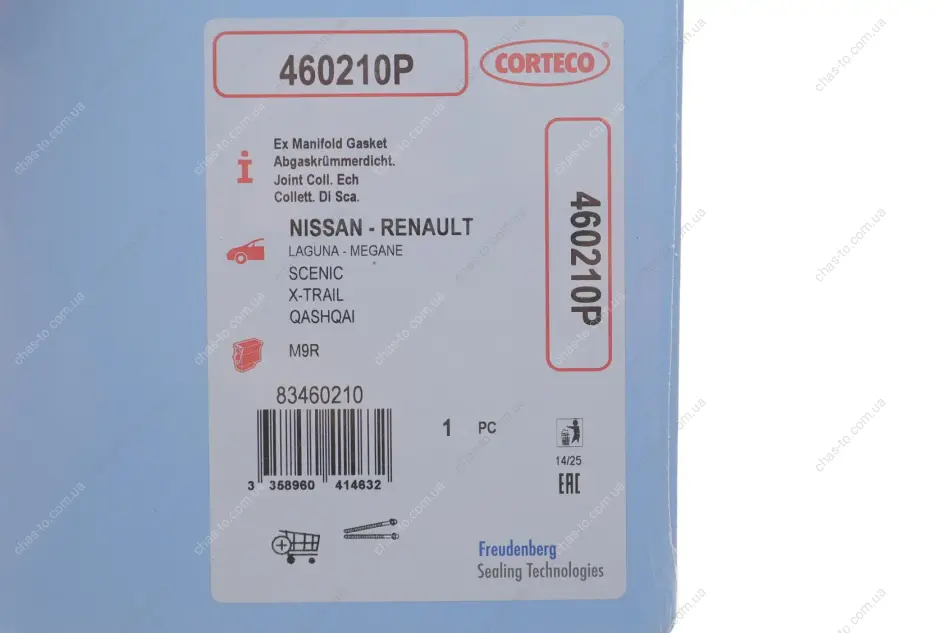 460210P
CORTECO
®
Ex Manifold Gasket
Abgaskrümmerdicht.
Joint Coll. Ech
Collett. Di Sca.
460210P
NISSAN - RENAULT
LAGUNA - MEGANE
SCENIC
X-TRAIL
QASHQAI
M9R
83460210
1 PC
3 358960 414632
14/25
EAC
Freudenberg
Sealing Technologies
chas-to.com.ua